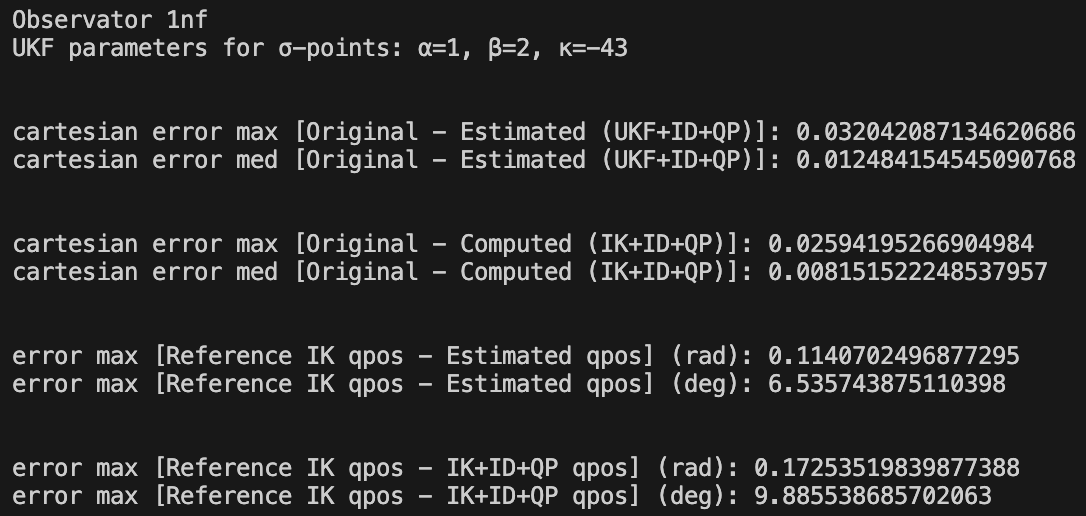 Observator 1nf
UKF parameters for σ-points: α=1, β=2, κ=-43
cartesian error max [Original - Estimated (UKF+ID+QP)]: 0.032042087134620686
cartesian error med [Original - Estimated (UKF+ID+QP)]: 0.012484154545090768
cartesian error max [Original - Computed (IK+ID+QP)]: 0.02594195266904984
cartesian error med [Original - Computed (IK+ID+QP)]: 0.008151522248537957
error max [Reference IK qpos - Estimated qpos] (rad): 0.1140702496877295
error max [Reference IK qpos - Estimated qpos] (deg): 6.535743875110398
error max [Reference IK qpos - IK+ID+QP qpos] (rad): 0.17253519839877388
error max [Reference IK qpos - IK+ID+QP qpos] (deg): 9.885538685702063